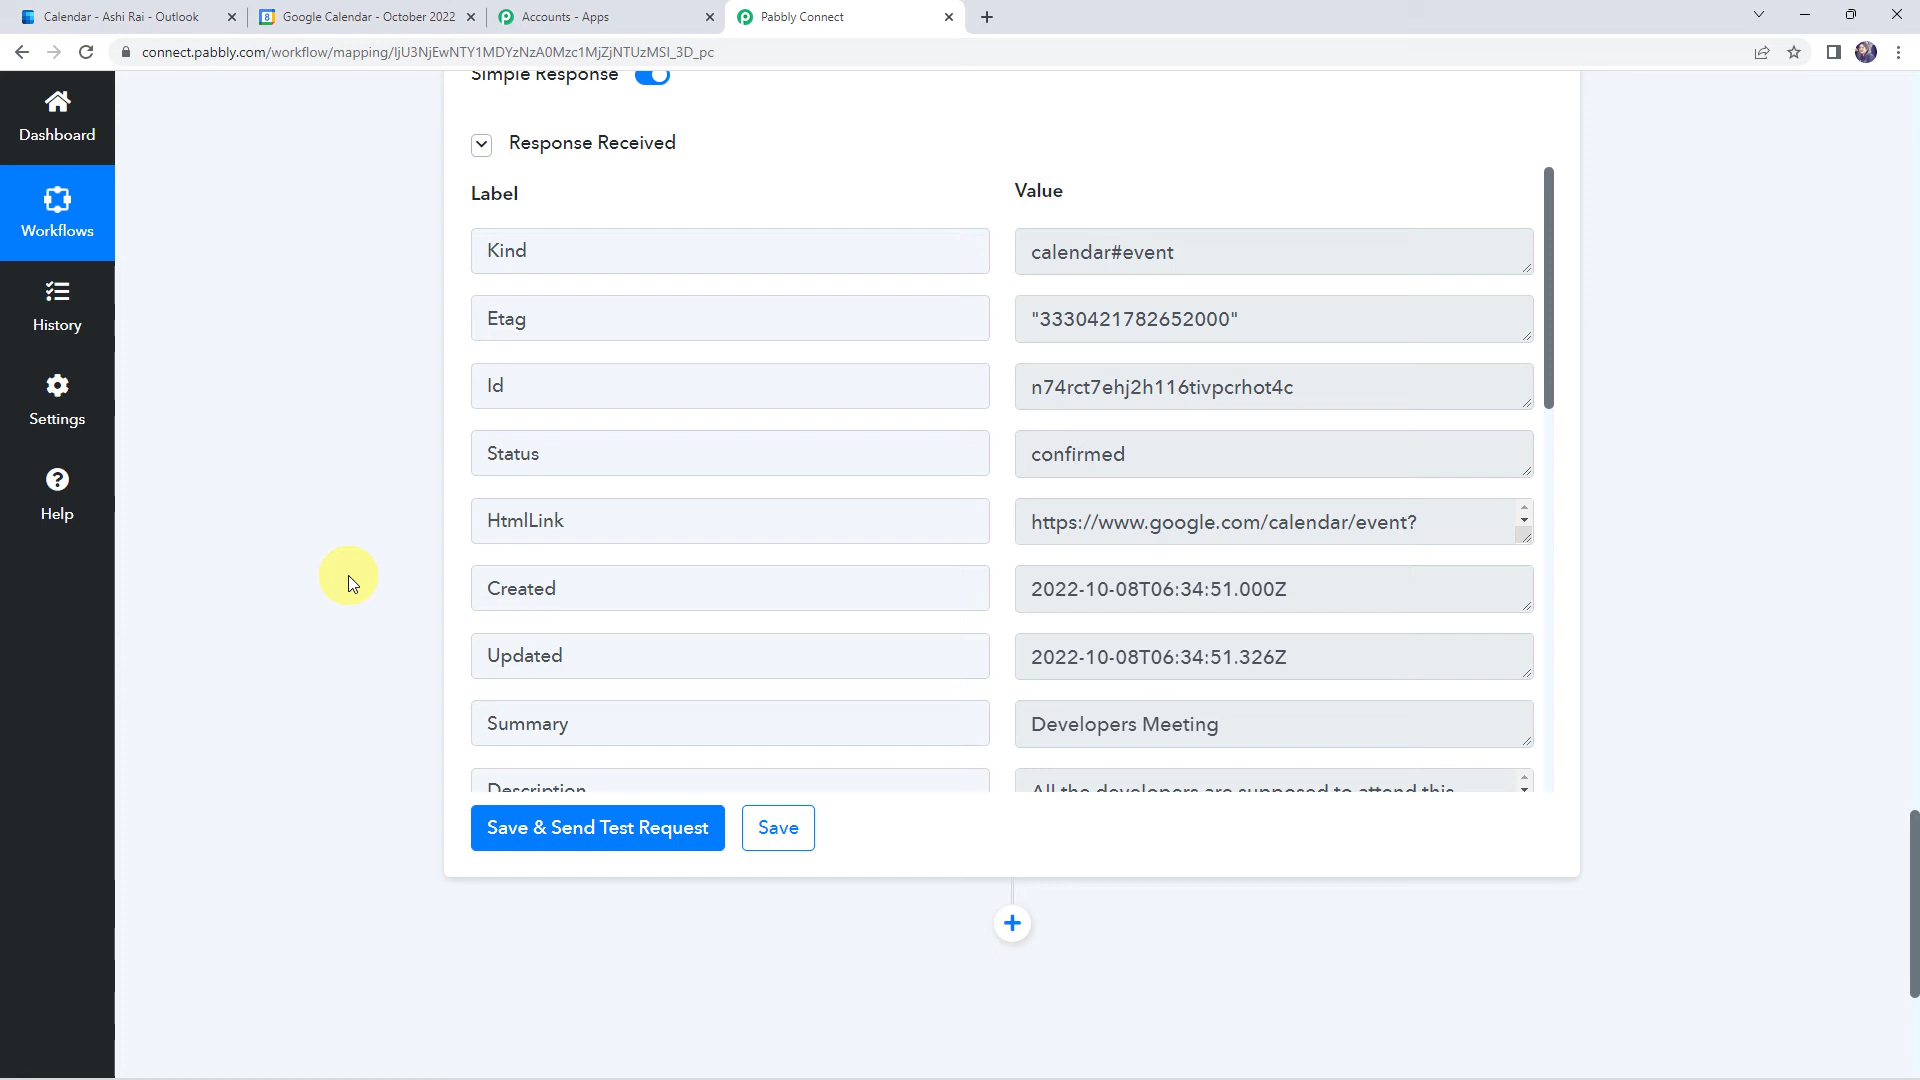 Calendar - Ashi Rai - Outlook
Google Calendar - October 2022
Accounts - Apps
Pabbly Connect
connect.pabbly.com/workflow/mapping/IjU3NjEwNTY1MDYzNzA0Mzc1MjZjNTUzMSI_3D_pc
Simple Response
Dashboard
Workflows
History
Settings
Help
Response Received
Label
Value
Kind
calendar#event
Etag
"3330421782652000"
Id
n74rct7ehj2h116tivpcrhot4c
Status
confirmed
HtmlLink
https://www.google.com/calendar/event?
Created
2022-10-08T06:34:51.000Z
Updated
2022-10-08T06:34:51.326Z
Summary
Developers Meeting
Description
All the developers are supposed to attend this
Save & Send Test Request
Save